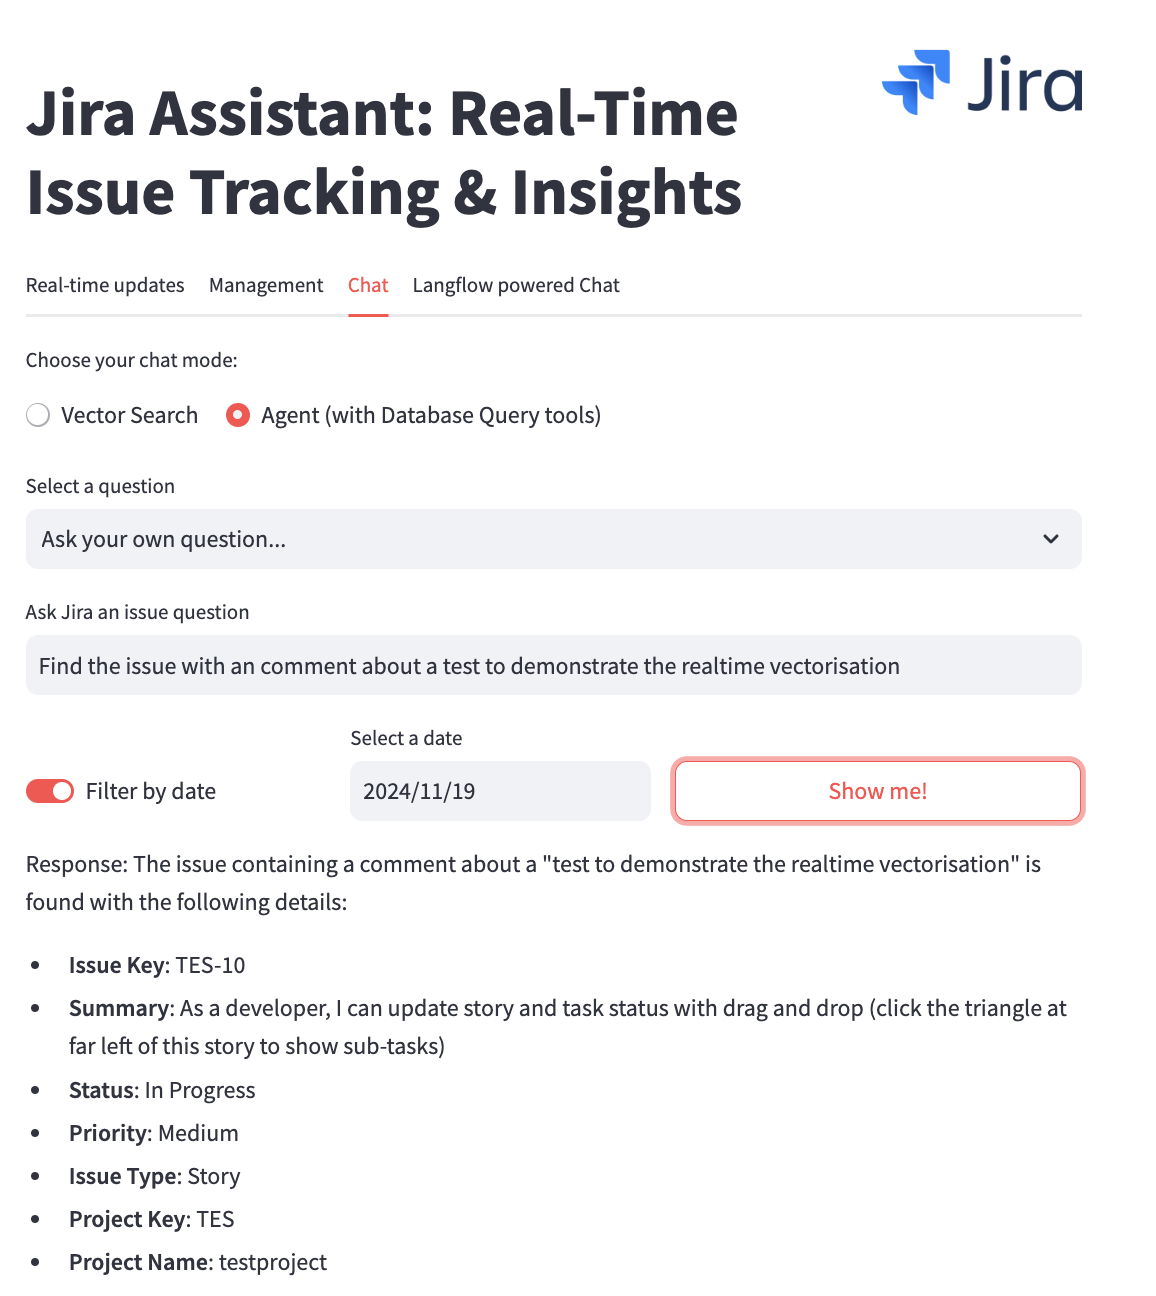 Jira Assistant: Real-Time
Issue Tracking & Insights
Jira
Real-time updates
Management
Chat
Langflow powered Chat
Choose your chat mode:
Vector Search
Agent (with Database Query tools)
Select a question
Ask your own question...
Ask Jira an issue question
Find the issue with an comment about a test to demonstrate the realtime vectorisation
Select a date
Filter by date
2024/11/19
Show me!
Response: The issue containing a comment about a "test to demonstrate the realtime vectorisation" is
found with the following details:
• Issue Key: TES-10
• Summary: As a developer, I can update story and task status with drag and drop (click the triangle at
far left of this story to show sub-tasks)
• Status: In Progress
• Priority: Medium
• Issue Type: Story
• Project Key: TES
• Project Name: testproject